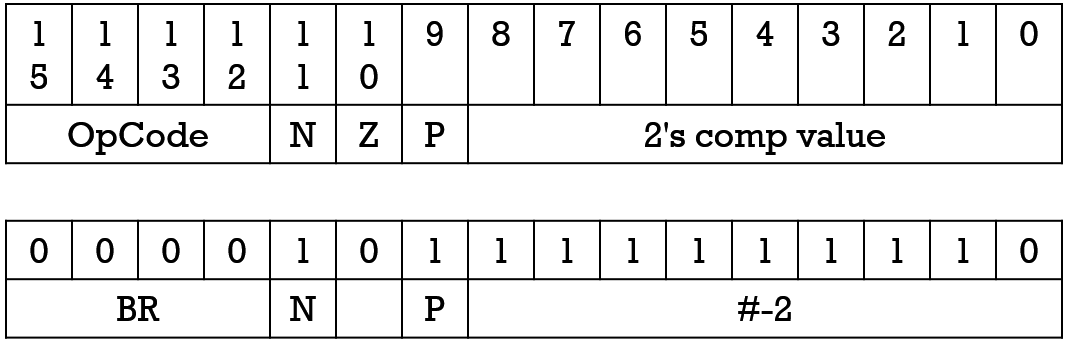 1 1 1 1 1 1 9 8 7 6 5 4 3 2 1 0
5 4 3 2 1 0
OpCode N Z P 2's comp value
0 0 0 0 1 0 1 1 1 1 1 1 1 1 1 0
BR N P #-2